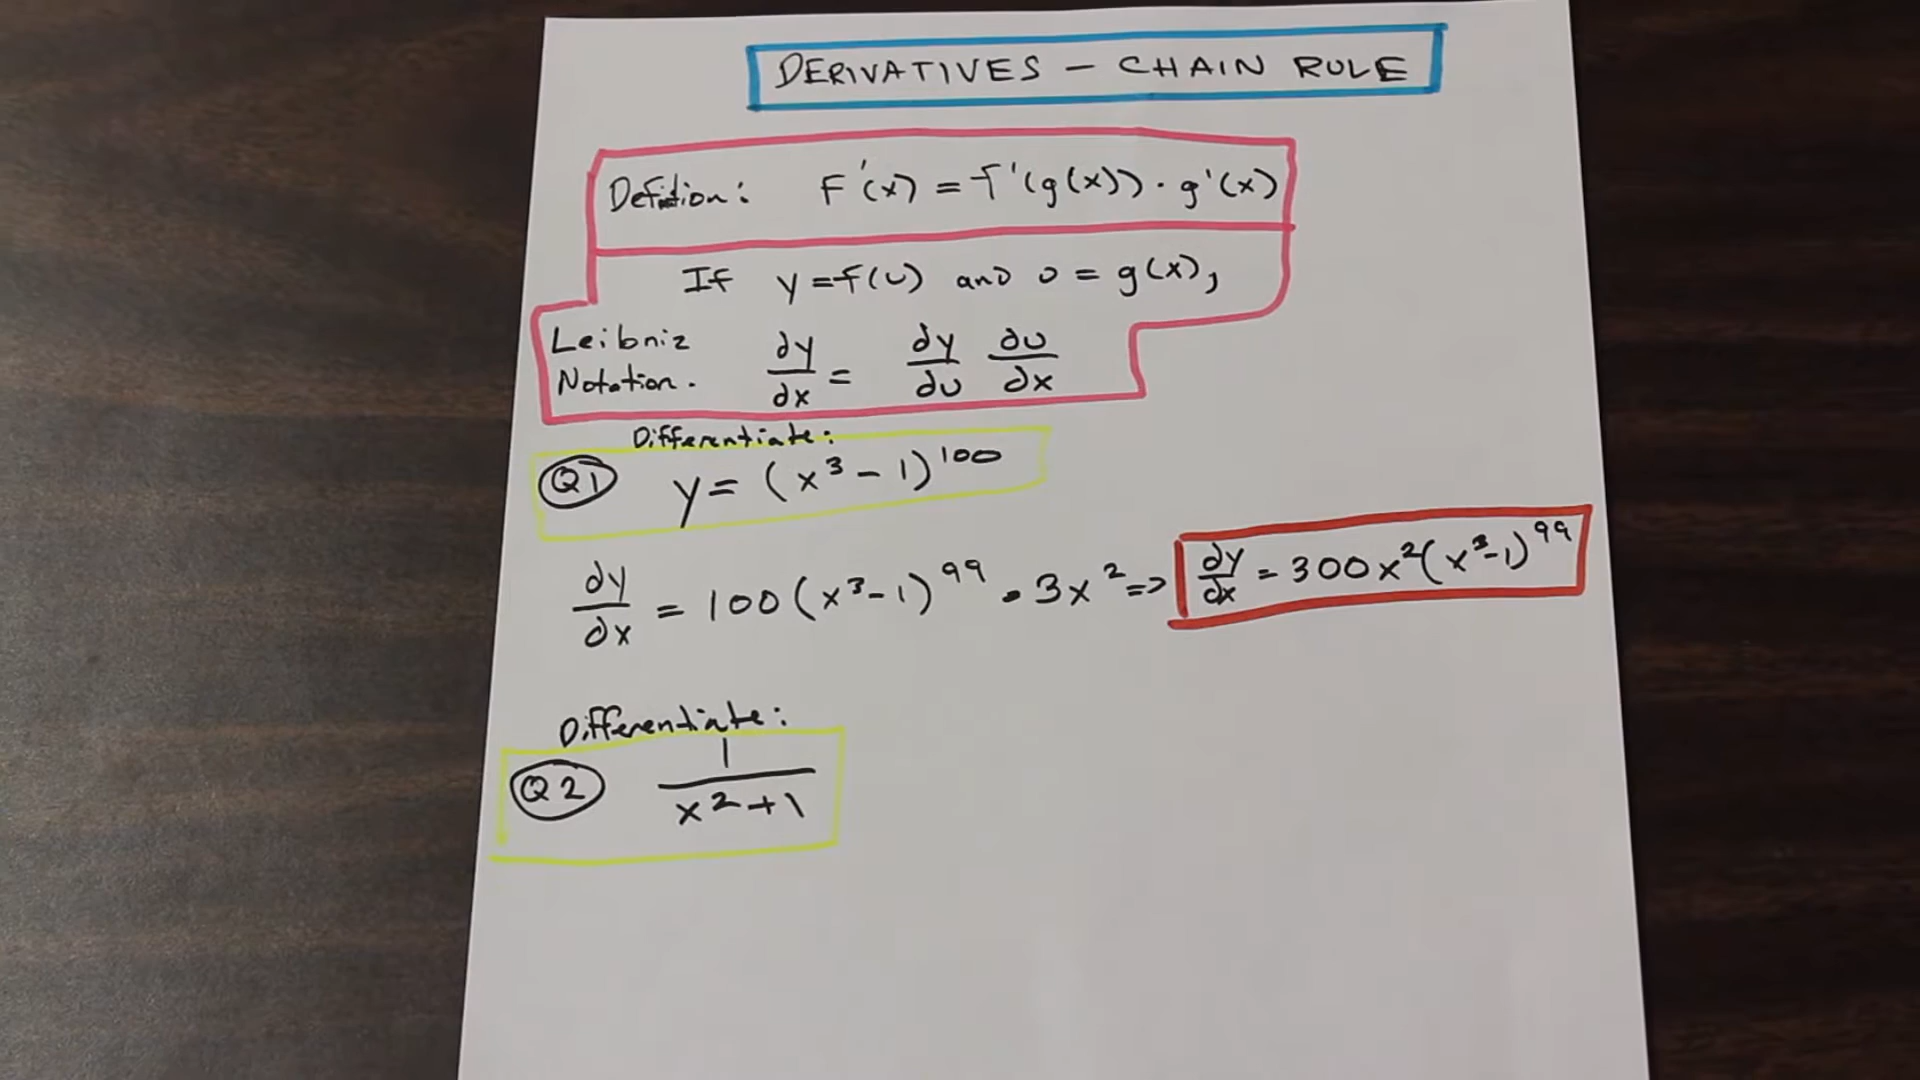 DERIVATIVES – CHAIN RULE
Defintion: F'(x) = f'(g(x)) · g'(x)
If y = f(u) and u = g(x),
Leibniz
Notation. dy/dx = dy/du du/dx
Differentiate:
Q1 y = (x³ – 1)¹⁰⁰
dy/dx = 100(x³ – 1)⁹⁹ · 3x² => dy/dx = 300x²(x³–1)⁹⁹
Differentiate:
Q2 1/(x² + 1)